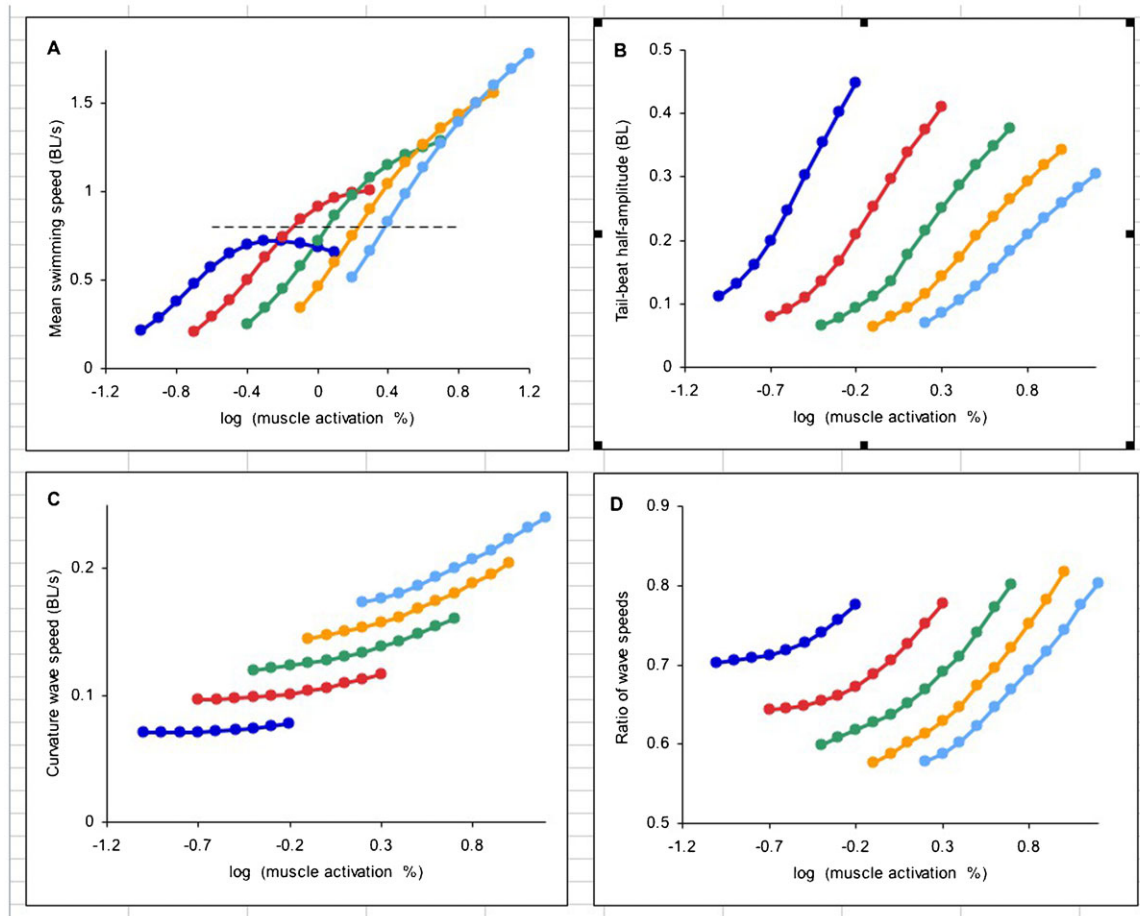 A
Mean swimming speed (BL/s)
1.5
1
0.5
0
-1.2 -0.8 -0.4 0 0.4 0.8 1.2
log (muscle activation %)
B
Tail-beat half-amplitude (BL)
0.5
0.4
0.3
0.2
0.1
0
-1.2 -0.7 -0.2 0.3 0.8
log (muscle activation %)
C
Curvature wave speed (BL/s)
0.2
0.1
0
-1.2 -0.7 -0.2 0.3 0.8
log (muscle activation %)
D
Ratio of wave speeds
0.9
0.8
0.7
0.6
0.5
-1.2 -0.7 -0.2 0.3 0.8
log (muscle activation %)